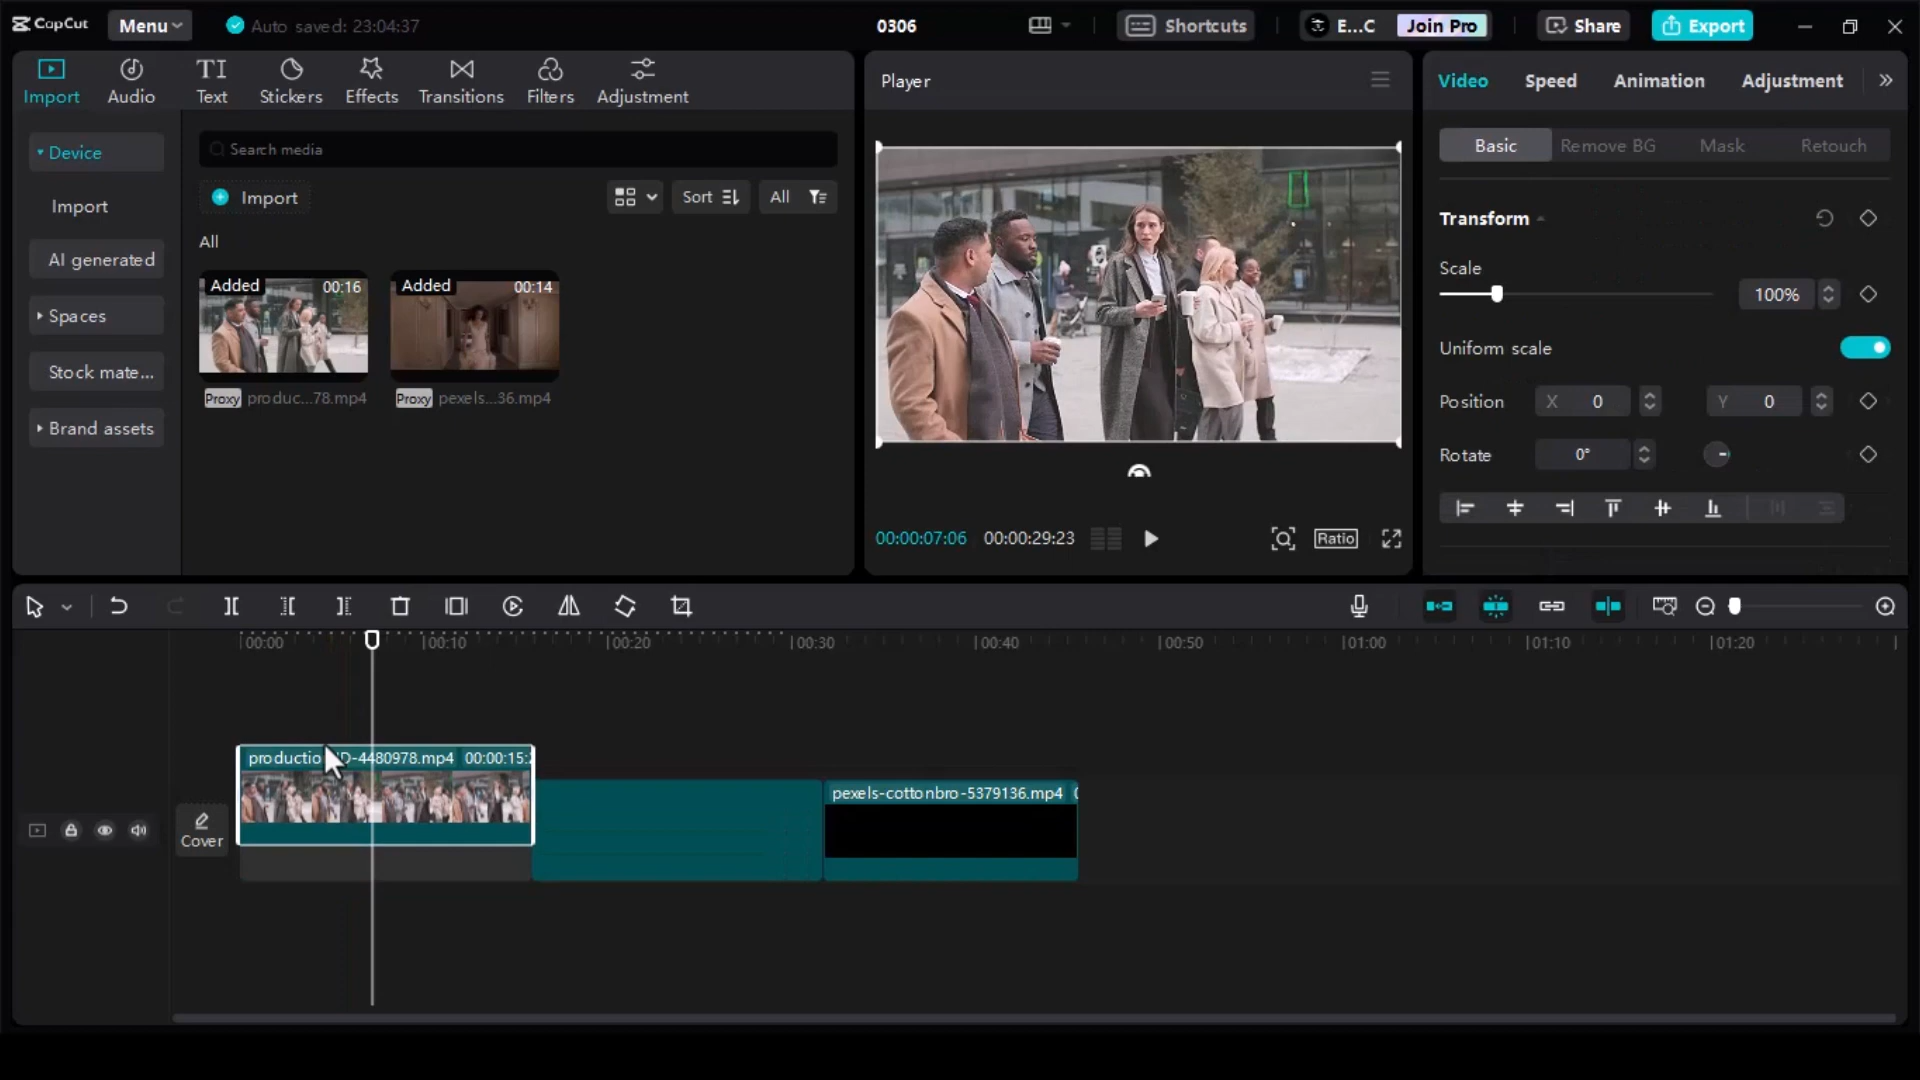 CapCut
Menu
Auto saved: 23:04:37
0306
Shortcuts
E...C
Join Pro
Share
Export
Import
Audio
TI
Text
Stickers
Effects
Transitions
Filters
Adjustment
Player
Video
Speed
Animation
Adjustment
Device
Import
AI generated
Spaces
Stock mate...
Brand assets
Search media
Import
Sort
All
All
Added 00:16
Added 00:14
Proxy produc...78.mp4
Proxy pexels...36.mp4
00:00:07:06 00:00:29:23
Ratio
Basic
Remove BG
Mask
Retouch
Transform
Scale
100%
Uniform scale
Position X 0 Y 0
Rotate 0°
00:00 00:10 00:20 00:30 00:40 00:50 01:00 01:10 01:20
Cover
productio ID-4480978.mp4 00:00:15:
pexels-cottonbro-5379136.mp4